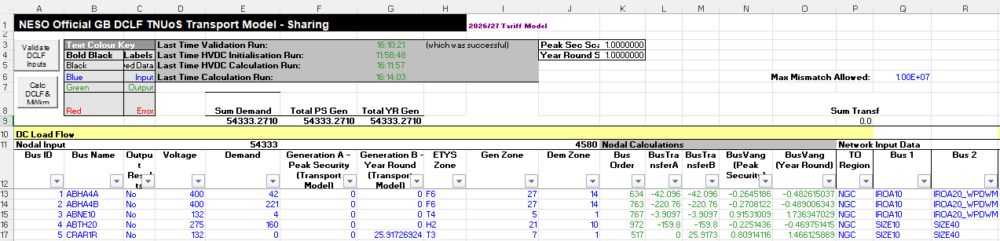 A B C D E F G H I J K L M N O P Q R
1 NESO Official GB DCLF TNUoS Transport Model - Sharing 2026/27 Tariff Model
2
3 Validate DCLF Inputs Text Colour Key Last Time Validation Run: 16:10:21 (which was successful) Peak Sec Sca 1.0000000
4 Bold Black Labels Last Time HVDC Initialisation Run: 11:58:48 Year Round S 1.0000000
5 Black ved Data Last Time HVDC Calculation Run: 16:11:57
6 Blue Input Last Time Calculation Run: 16:14:03 Max Mismatch Allowed: 1.00E+07
7 Calc DCLF & MWkm Green Output
8 Red Error Sum Demand Total PS Gen Total YR Gen Sum Transf
9 54333.2710 54333.2710 54333.2710 0.0
10 DC Load Flow
11 Nodal Input 54333 4580 Nodal Calculations Network Input Data
12 Bus ID Bus Name Output Results Voltage Demand Generation A - Peak Security (Transport Model) Generation B - Year Round (Transport Model) ETYS Zone Gen Zone Dem Zone Bus Order BusTransferA BusTransferB BusVang (Peak Security BusVang (Year Round) TO Region Bus 1 Bus 2
13 1 ABHA4A No 400 42 0 0 F6 27 14 634 -42.096 -42.096 -0.2645186 -0.482615037 NGC IROA10 IROA20_WPDWM
14 2 ABHA4B No 400 221 0 0 F6 27 14 763 -220.76 -220.76 -0.2708122 -0.489006343 NGC IROA10 IROA20_WPDWM
15 3 ABNE10 No 132 4 0 0 T4 5 1 767 -3.9097 -3.9097 0.91531009 1.736347029 NGC IROA10 IROA20_WPDWM
16 4 ABTH20 No 275 160 0 0 H2 21 10 972 -159.8 -159.8 -0.2251436 -0.469751415 NGC SIZE10 SIZE40
17 5 CRAR1R No 132 0 0 25.91726924 T3 7 1 517 0 25.9173 0.80914116 1.466125869 NGC SIZE10 SIZE40